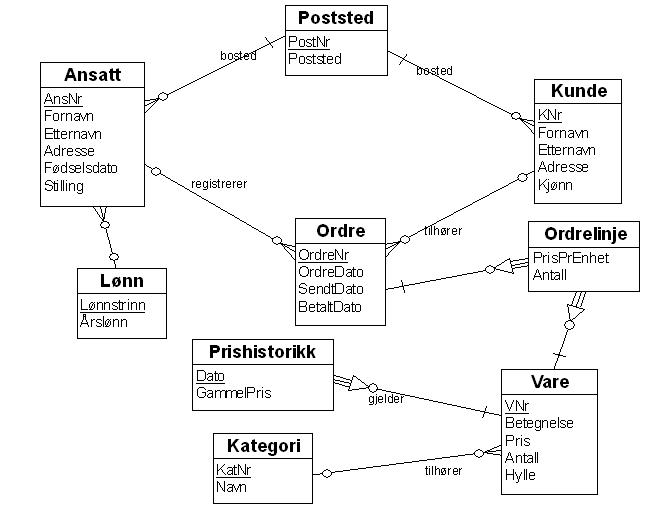 Poststed
PostNr
Poststed
bosted
bosted
Ansatt
AnsNr
Fornavn
Etternavn
Adresse
Fødselsdato
Stilling
Kunde
KNr
Fornavn
Etternavn
Adresse
Kjønn
registrerer
tilhører
Ordre
OrdreNr
OrdreDato
SendtDato
BetaltDato
Ordrelinje
PrisPrEnhet
Antall
Lønn
Lønnstrinn
Årslønn
Prishistorikk
Dato
GammelPris
gjelder
Vare
VNr
Betegnelse
Pris
Antall
Hylle
Kategori
KatNr
Navn
tilhører